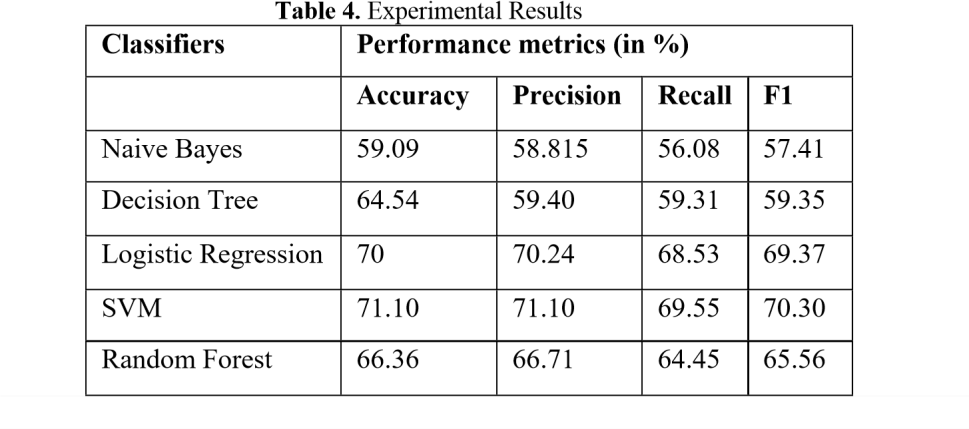 Table 4. Experimental Results
Classifiers Performance metrics (in %)
Accuracy Precision Recall F1
Naive Bayes 59.09 58.815 56.08 57.41
Decision Tree 64.54 59.40 59.31 59.35
Logistic Regression 70 70.24 68.53 69.37
SVM 71.10 71.10 69.55 70.30
Random Forest 66.36 66.71 64.45 65.56